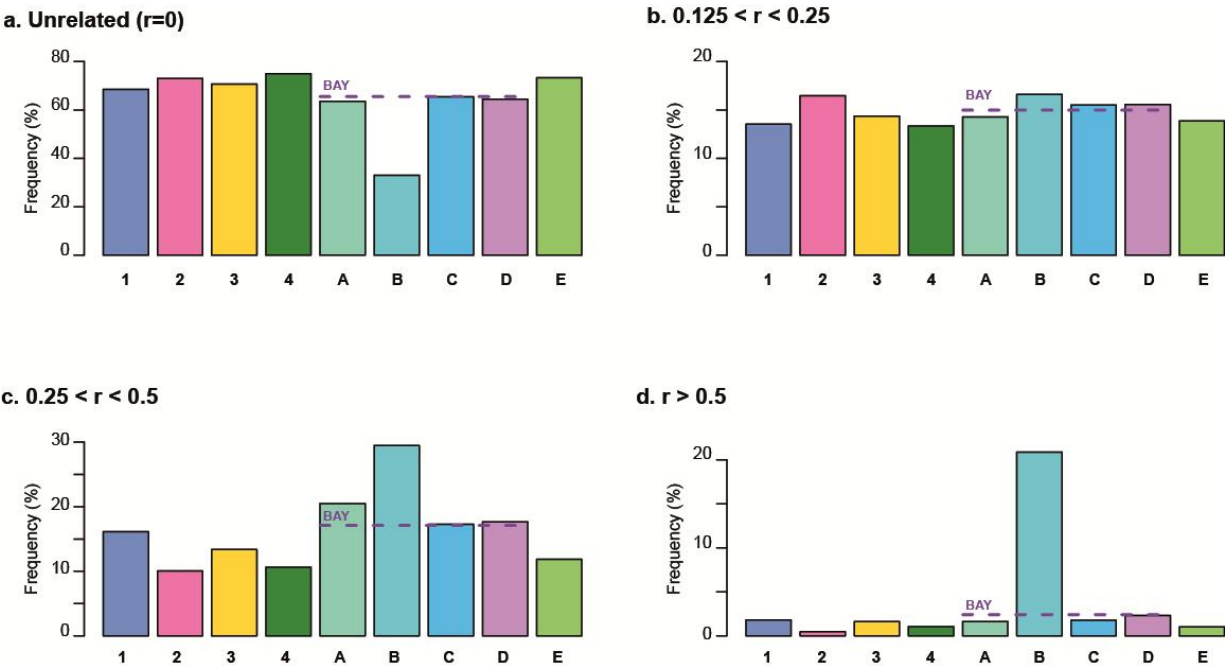 a. Unrelated (r=0)
Frequency (%)
80
60
40
20
0
BAY
1 2 3 4 A B C D E
b. 0.125 < r < 0.25
Frequency (%)
20
10
0
BAY
1 2 3 4 A B C D E
c. 0.25 < r < 0.5
Frequency (%)
30
20
10
0
BAY
1 2 3 4 A B C D E
d. r > 0.5
Frequency (%)
20
10
0
BAY
1 2 3 4 A B C D E